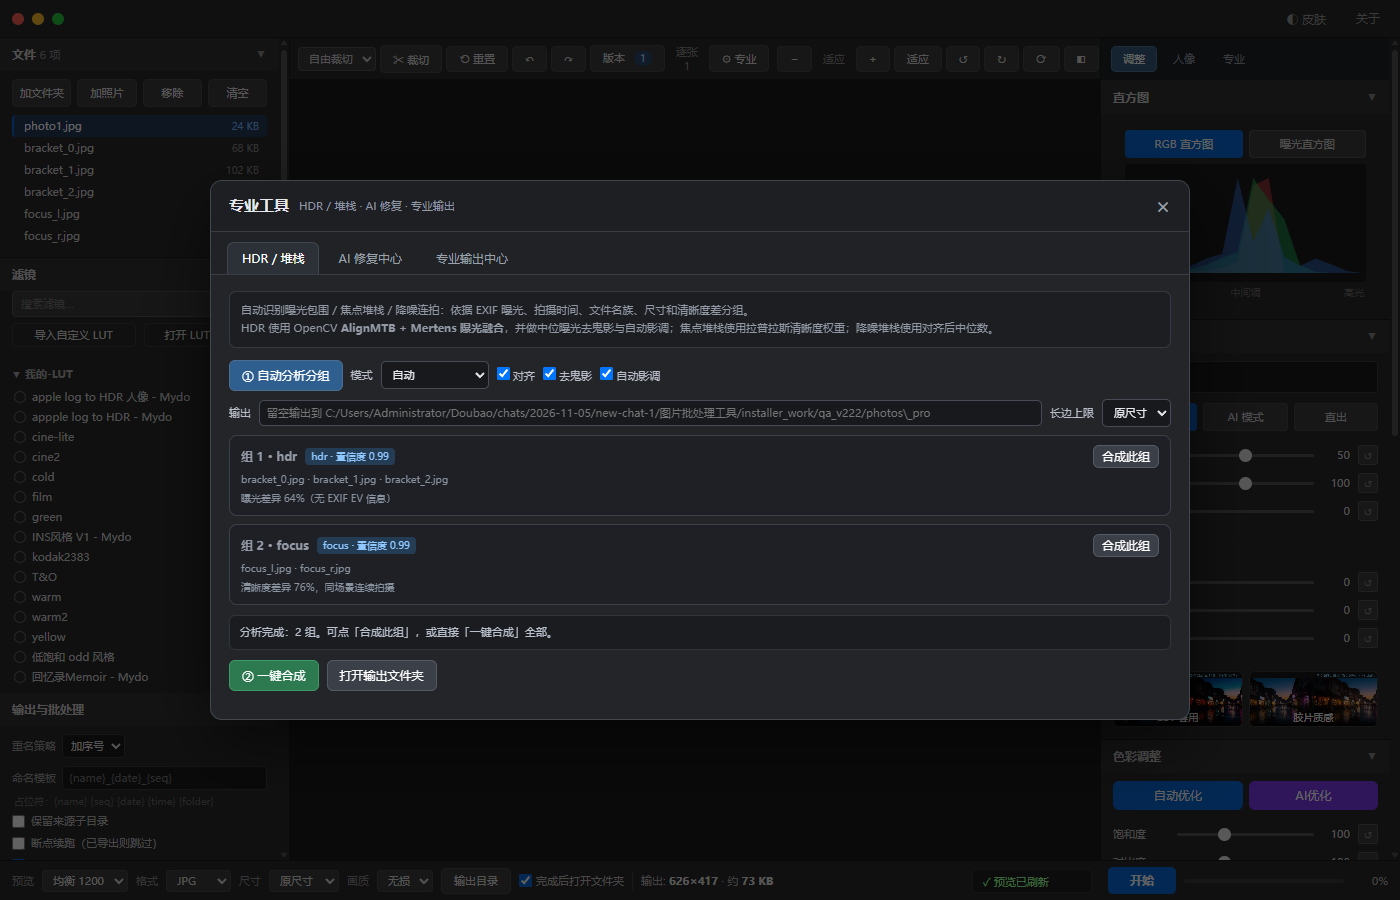 皮肤 关于
文件 6 项
加文件夹 加照片 移除 清空
photo1.jpg 24 KB
bracket_0.jpg 68 KB
bracket_1.jpg 102 KB
bracket_2.jpg
focus_l.jpg
focus_r.jpg
滤镜
搜索滤镜...
导入自定义 LUT 打开 LUT
我的-LUT
apple log to HDR 人像 - Mydo
appple log to HDR - Mydo
cine-lite
cine2
cold
film
green
INS风格 V1 - Mydo
kodak2383
T&O
warm
warm2
yellow
低饱和 odd 风格
回忆录Memoir - Mydo
输出与批处理
重名策略 加序号
命名模板 {name}_{date}_{seq}
占位符: {name} {seq} {date} {time} {folder}
保留来源子目录
断点续跑（已导出则跳过）
自由裁切 裁切 重置 版本 1 逐张 1 专业 − 适应 + 适应
专业工具 HDR / 堆栈 · AI 修复 · 专业输出
HDR / 堆栈 AI 修复中心 专业输出中心
自动识别曝光包围 / 焦点堆栈 / 降噪连拍：依据 EXIF 曝光、拍摄时间、文件名族、尺寸和清晰度差分组。
HDR 使用 OpenCV AlignMTB + Mertens 曝光融合，并做中位曝光去鬼影与自动影调；焦点堆栈使用拉普拉斯清晰度权重；降噪堆栈使用对齐后中位数。
① 自动分析分组 模式 自动 对齐 去鬼影 自动影调
输出 留空输出到 C:/Users/Administrator/Doubao/chats/2026-11-05/new-chat-1/图片批处理工具/installer_work/qa_v222/photos\_pro 长边上限 原尺寸
组 1 • hdr hdr · 置信度 0.99 合成此组
bracket_0.jpg · bracket_1.jpg · bracket_2.jpg
曝光差异 64%（无 EXIF EV 信息）
组 2 • focus focus · 置信度 0.99 合成此组
focus_l.jpg · focus_r.jpg
清晰度差异 76%，同场景连续拍摄
分析完成：2 组。可点「合成此组」，或直接「一键合成」全部。
② 一键合成 打开输出文件夹
调整 人像 专业
直方图
RGB 直方图 曝光直方图
中间调 高光
AI 模式 直出
50
100
0
0
0
0
胶片质感
色彩调整
自动优化 AI优化
饱和度 100
预览 均衡 1200 格式 JPG 尺寸 原尺寸 画质 无损 输出目录 完成后打开文件夹 输出: 626×417 · 约 73 KB ✓ 预览已刷新 开始 0%